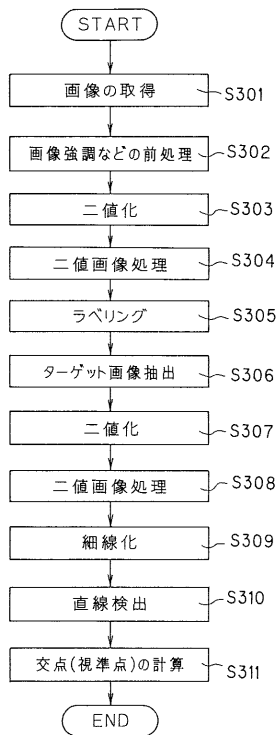 START
画像の取得 S301
画像強調などの前処理 S302
二値化 S303
二値画像処理 S304
ラベリング S305
ターゲット画像抽出 S306
二値化 S307
二値画像処理 S308
細線化 S309
直線検出 S310
交点(視準点)の計算 S311
END